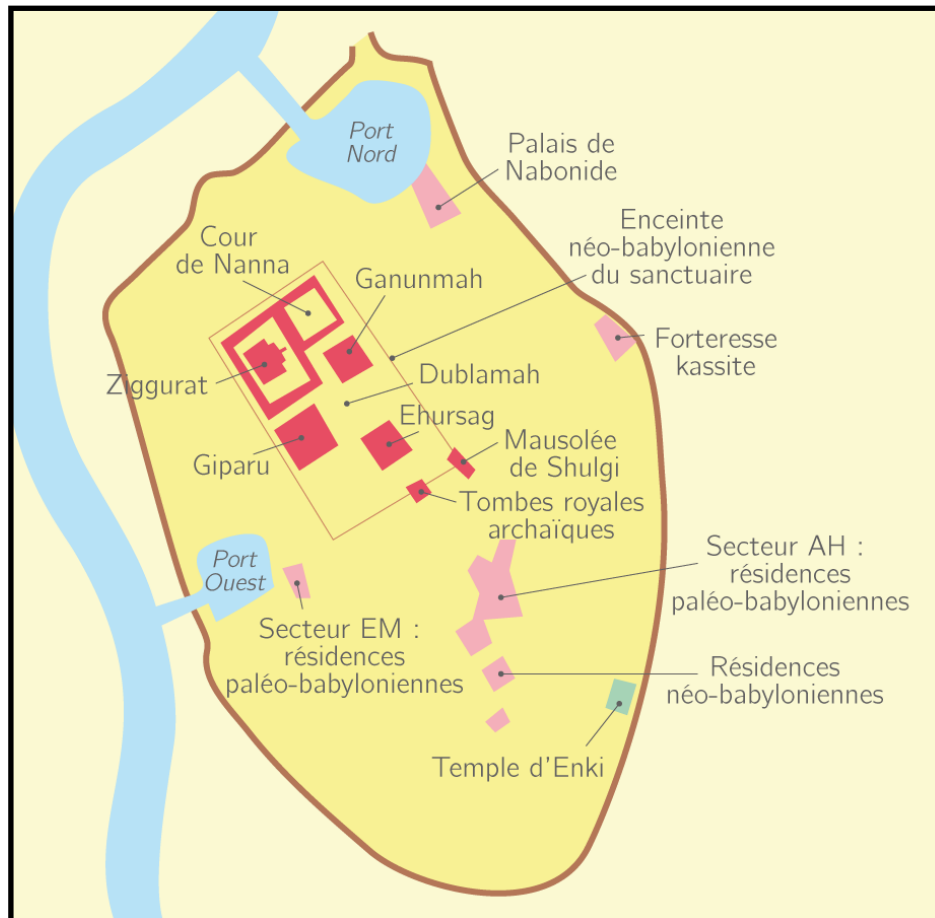 Port
Nord
Palais de
Nabonide
Enceinte
néo-babylonienne
du sanctuaire
Cour
de Nanna
Ganunmah
Forteresse
kassite
Ziggurat
Dublamah
Ehursag
Giparu
Mausolée
de Shulgi
Tombes royales
archaïques
Port
Ouest
Secteur AH :
résidences
paléo-babyloniennes
Secteur EM :
résidences
paléo-babyloniennes
Résidences
néo-babyloniennes
Temple d'Enki